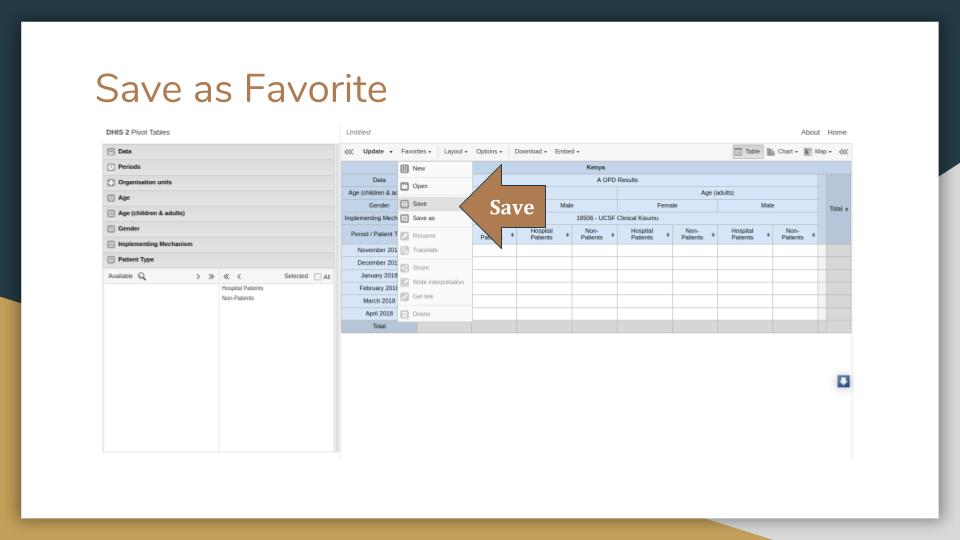 Save as Favorite
DHIS 2 Pivot Tables
Untitled
About Home
Data
Periods
Organisation units
Age
Age (children & adults)
Gender
Implementing Mechanism
Patient Type
Available
Selected All
Hospital Patients
Non-Patients
Update Favorites Layout Options Download Embed Table Chart Map
New
Open
Save
Save as
Rename
Translate
Share
Write interpretation
Get link
Delete
Save
Kenya
Data A OPD Results
Age (children & ad Age (adults)
Gender Male Female Male
Implementing Mech 18506 - UCSF Clinical Kisumu
Total
Period / Patient T Hospital Patients Non-Patients Hospital Patients Non-Patients Hospital Patients Non-Patients
November 201
December 201
January 2018
February 2018
March 2018
April 2018
Total